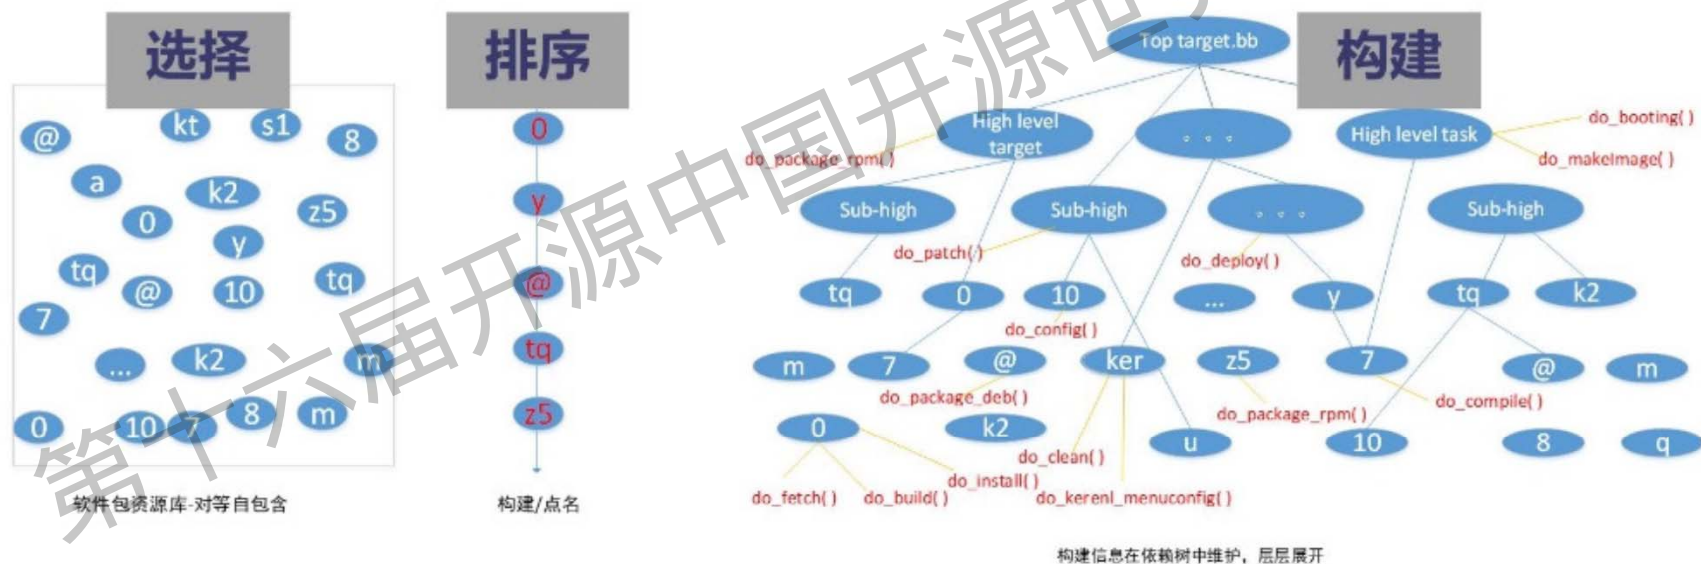 选择
排序
构建
@
kt
s1
8
a
k2
0
z5
y
tq
@
10
tq
7
...
k2
m
0
10
7
8
m
软件包资源库-对等自包含
0
y
@
tq
z5
构建/点名
Top target.bb
High level
target
。。。
High level task
do_booting( )
do_makeImage( )
do_package_rpm( )
Sub-high
Sub-high
。。。
Sub-high
do_patch( )
do_deploy( )
tq
0
10
...
y
tq
k2
do_config( )
m
7
@
ker
z5
7
@
m
do_package_deb( )
do_package_rpm( )
do_compile( )
0
k2
u
10
8
q
do_clean( )
do_install( )
do_fetch( )
do_build( )
do_kerenl_menuconfig( )
构建信息在依赖树中维护，层层展开
第十六届开源中国开源世